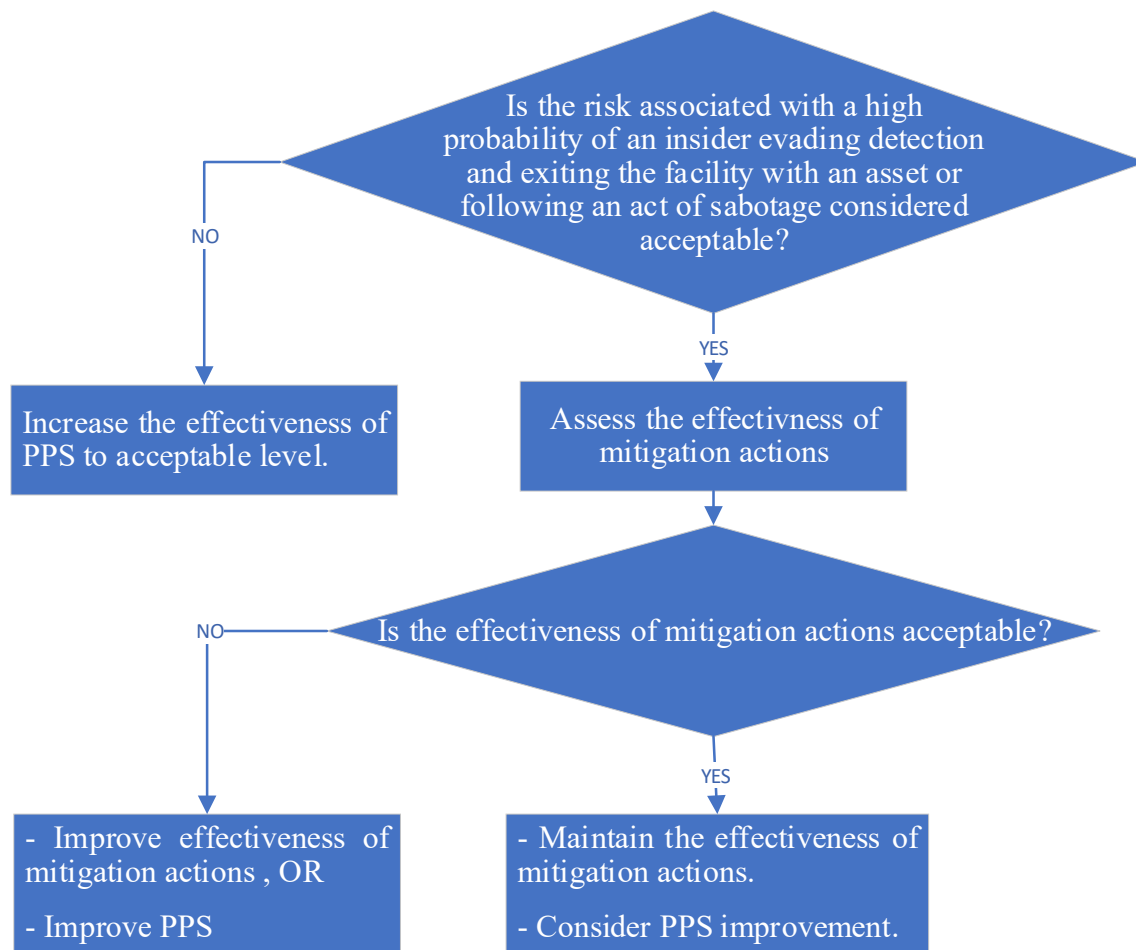 Is the risk associated with a high
probability of an insider evading detection
and exiting the facility with an asset or
following an act of sabotage considered
acceptable?
NO
YES
Increase the effectiveness of
PPS to acceptable level.
Assess the effectivness of
mitigation actions
Is the effectiveness of mitigation actions acceptable?
NO
YES
- Improve effectiveness of
mitigation actions , OR
- Improve PPS
- Maintain the effectiveness of
mitigation actions.
- Consider PPS improvement.